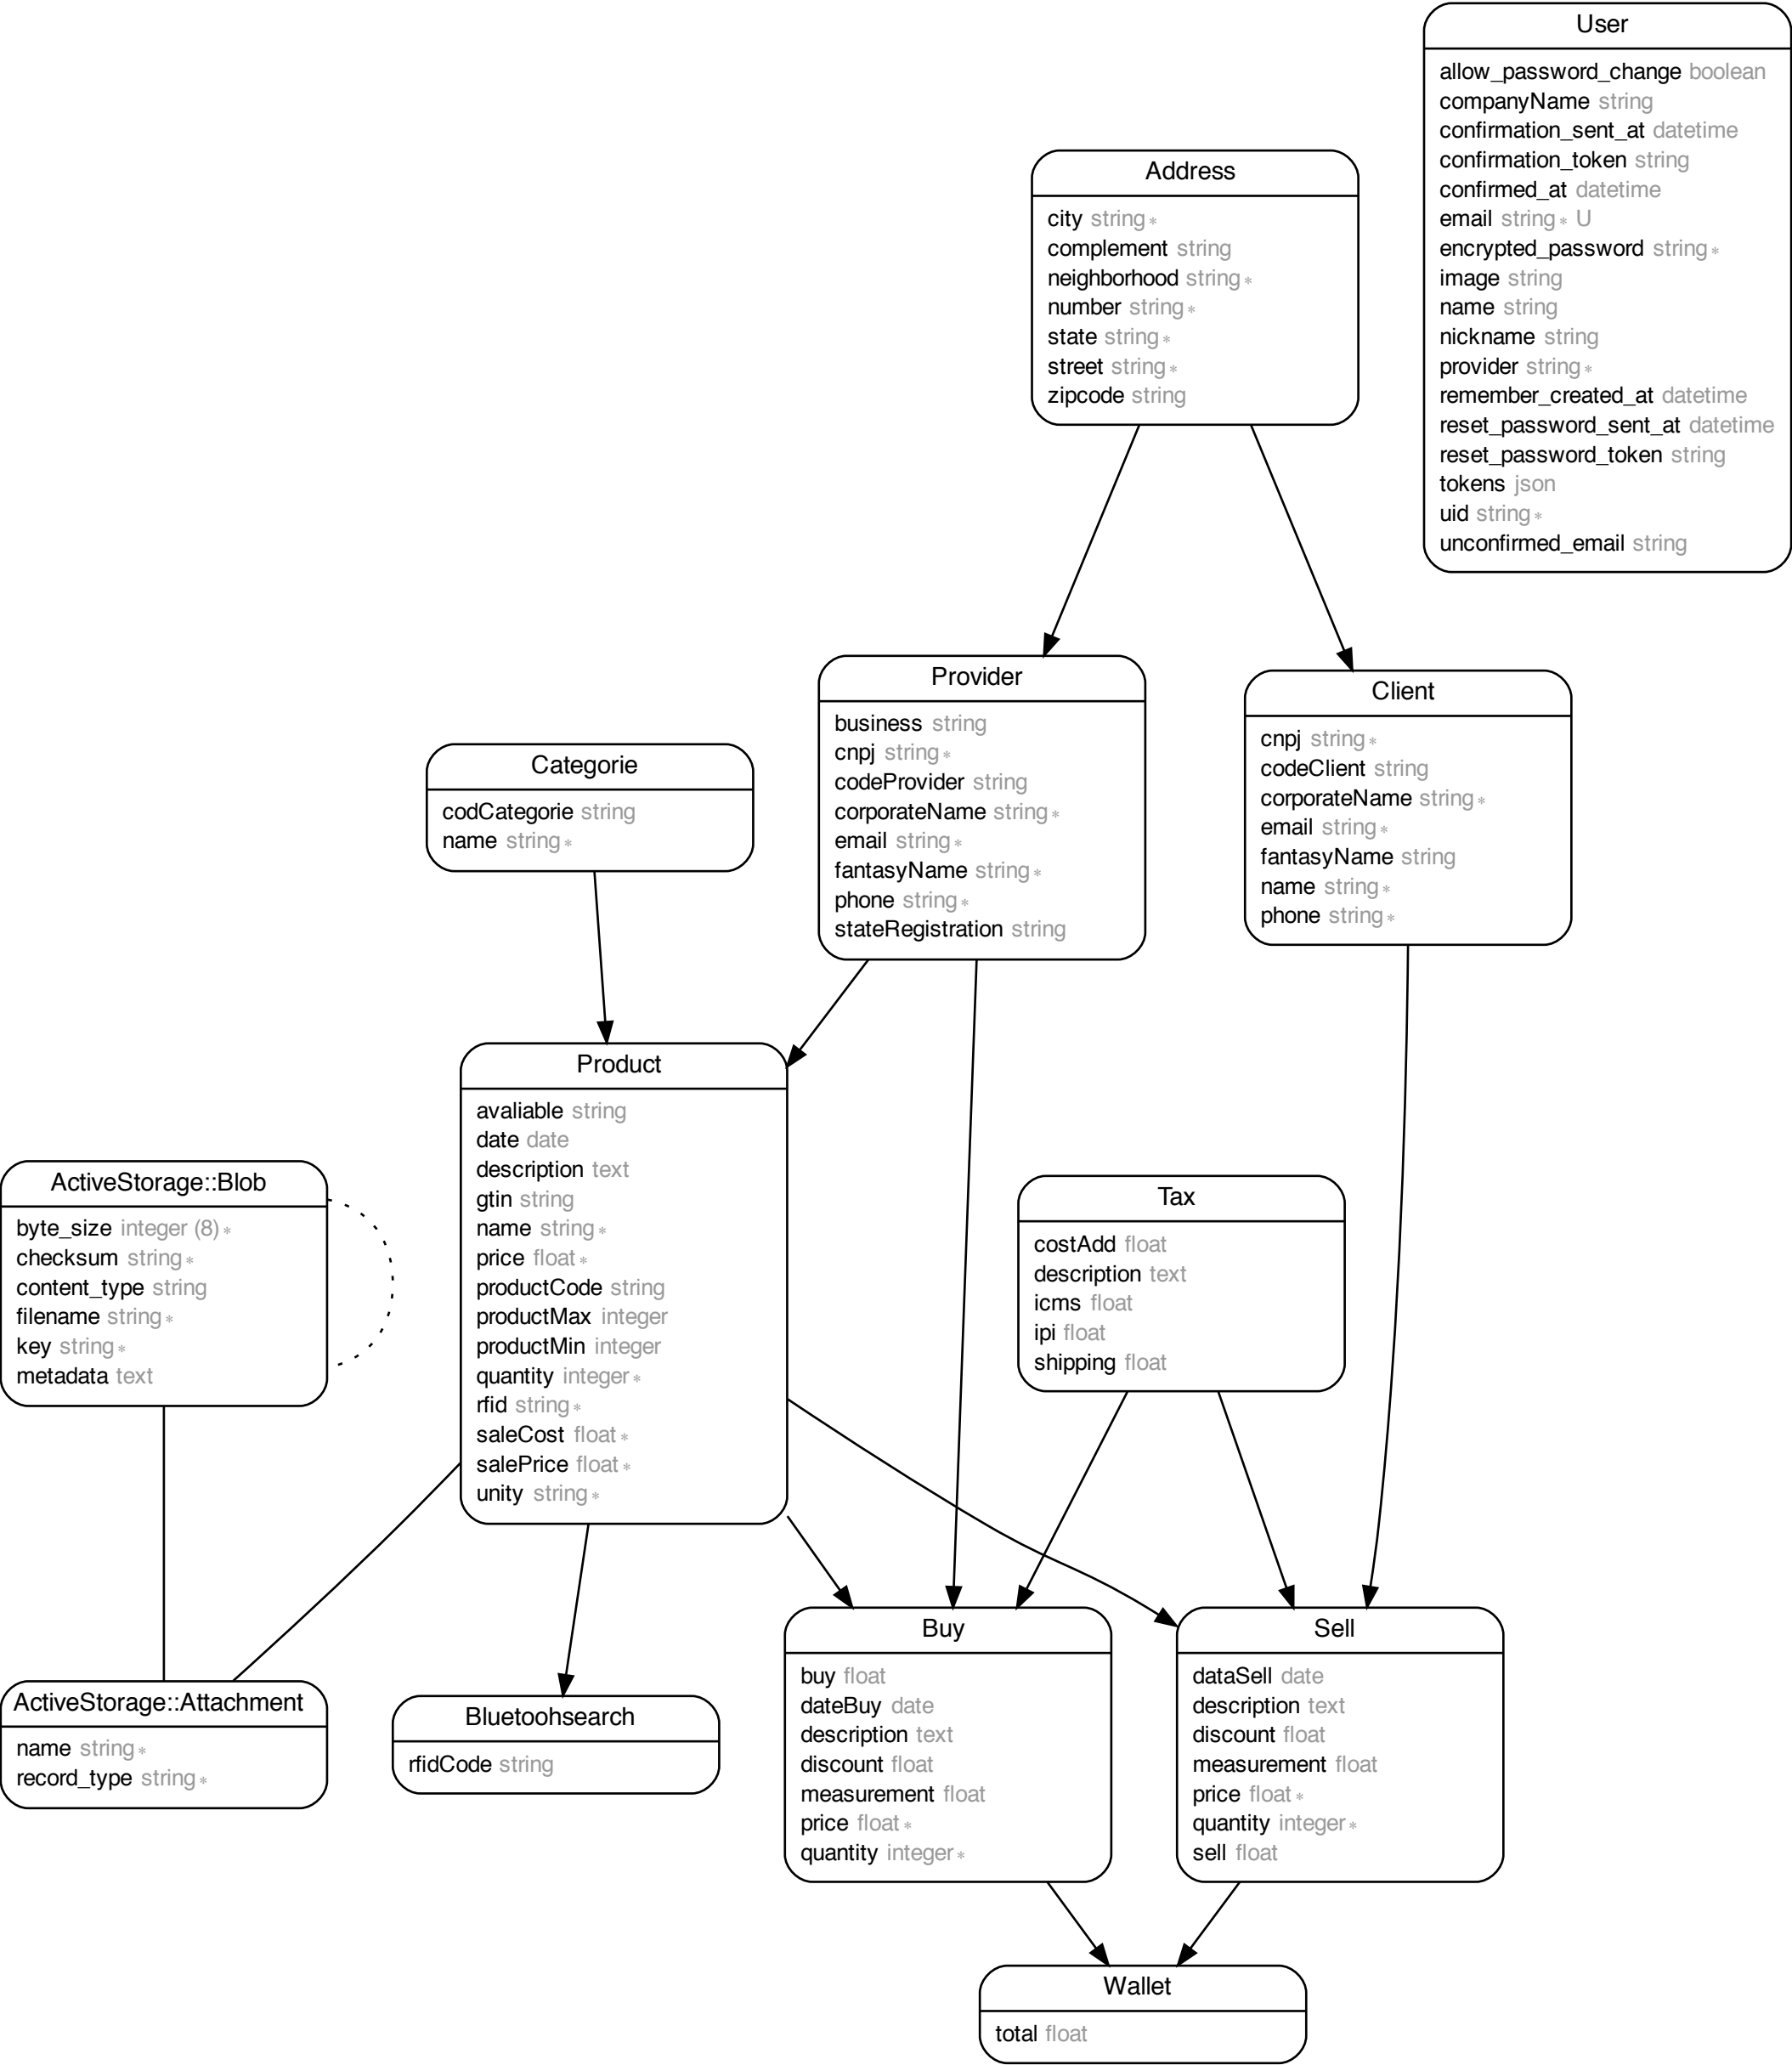 User
allow_password_change boolean
companyName string
confirmation_sent_at datetime
confirmation_token string
confirmed_at datetime
email string* U
encrypted_password string*
image string
name string
nickname string
provider string*
remember_created_at datetime
reset_password_sent_at datetime
reset_password_token string
tokens json
uid string*
unconfirmed_email string
Address
city string*
complement string
neighborhood string*
number string*
state string*
street string*
zipcode string
Provider
business string
cnpj string*
codeProvider string
corporateName string*
email string*
fantasyName string*
phone string*
stateRegistration string
Client
cnpj string*
codeClient string
corporateName string*
email string*
fantasyName string
name string*
phone string*
Categorie
codCategorie string
name string*
Product
avaliable string
date date
description text
gtin string
name string*
price float*
productCode string
productMax integer
productMin integer
quantity integer*
rfid string*
saleCost float*
salePrice float*
unity string*
ActiveStorage::Blob
byte_size integer (8)*
checksum string*
content_type string
filename string*
key string*
metadata text
Tax
costAdd float
description text
icms float
ipi float
shipping float
ActiveStorage::Attachment
name string*
record_type string*
Bluetoohsearch
rfidCode string
Buy
buy float
dateBuy date
description text
discount float
measurement float
price float*
quantity integer*
Sell
dataSell date
description text
discount float
measurement float
price float*
quantity integer*
sell float
Wallet
total float